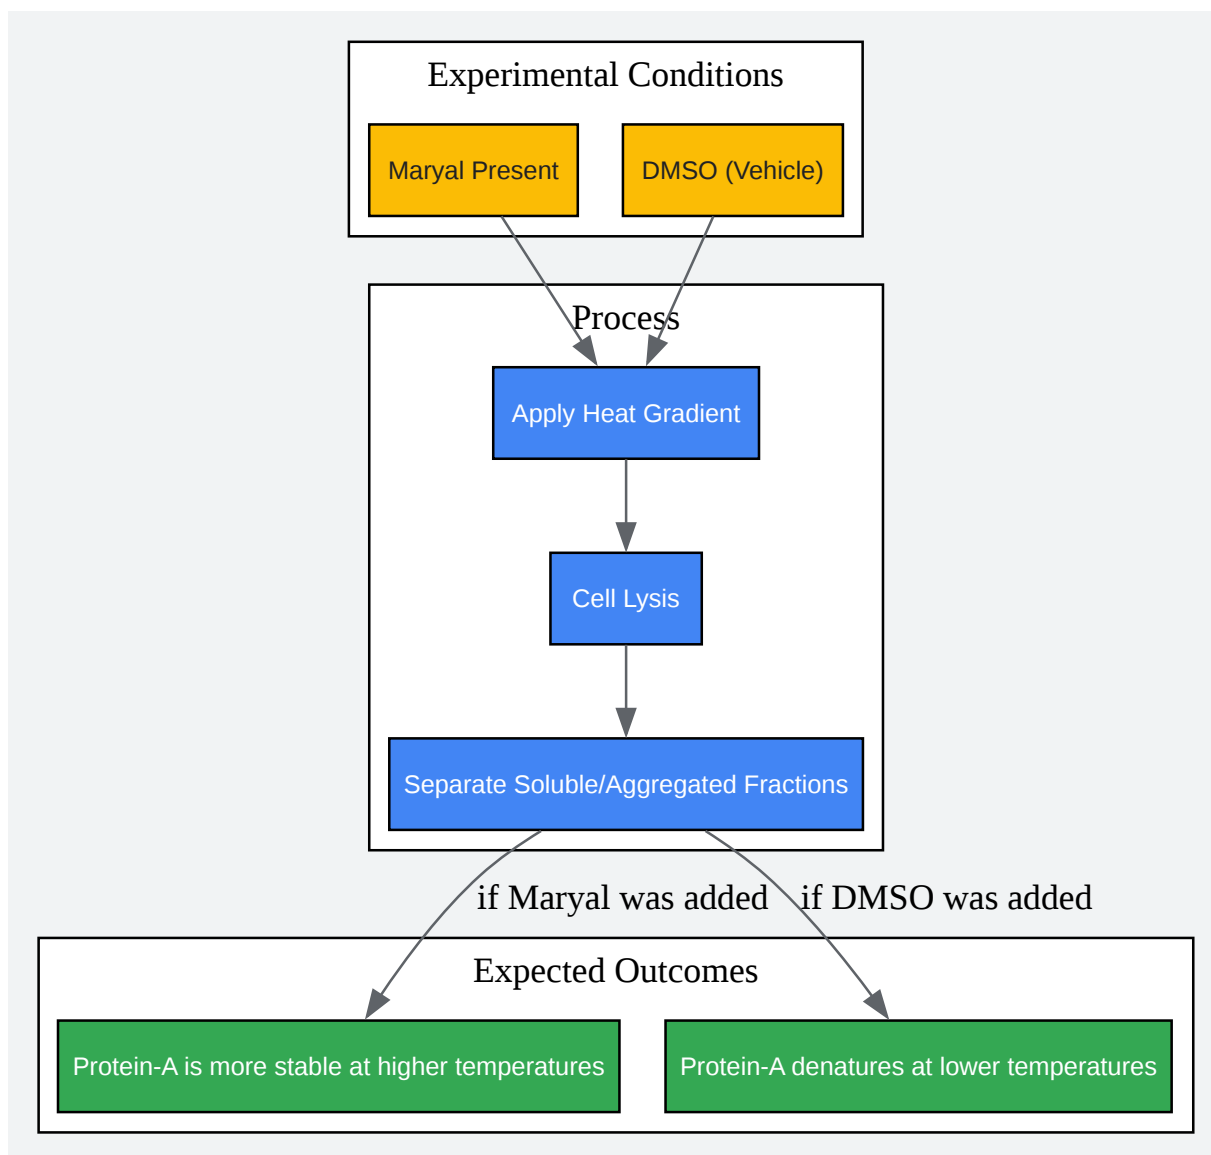 Experimental Conditions
Maryal Present
DMSO (Vehicle)
Process
Apply Heat Gradient
Cell Lysis
Separate Soluble/Aggregated Fractions
if Maryal was added
if DMSO was added
Expected Outcomes
Protein-A is more stable at higher temperatures
Protein-A denatures at lower temperatures